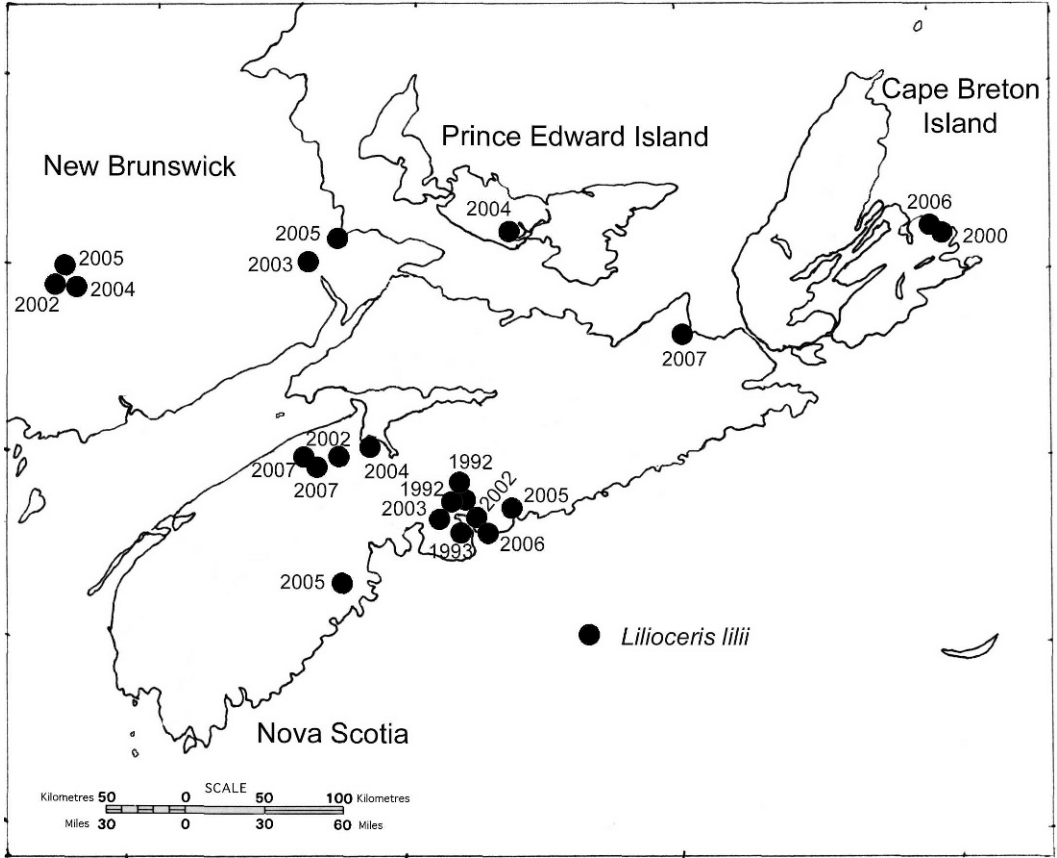 Cape Breton
Island
Prince Edward Island
New Brunswick
2004
2006
2000
2005
2003
2005
2002
2004
2007
2002
2007
2007
2004
1992
1992
2002
2003
2005
1993
2006
2005
Lilioceris lilii
Nova Scotia
SCALE
Kilometres 50 0 50 100 Kilometres
Miles 30 0 30 60 Miles